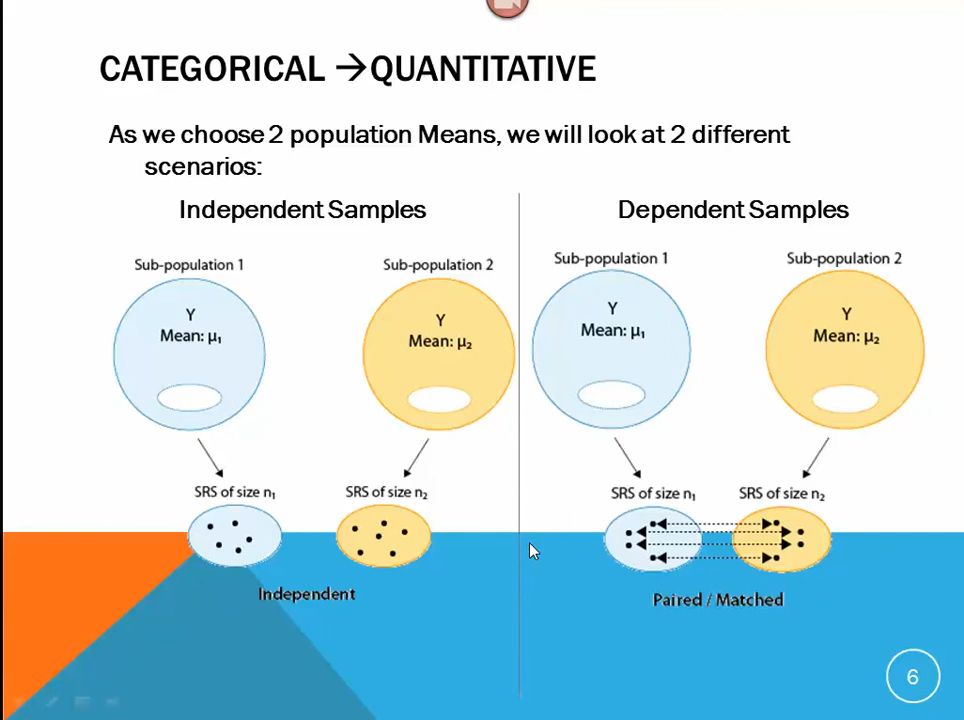 CATEGORICAL →QUANTITATIVE
As we choose 2 population Means, we will look at 2 different
scenarios:
Independent Samples
Sub-population 1
Sub-population 2
Y
Mean: μ₁
Y
Mean: μ₂
SRS of size n₁
SRS of size n₂
Independent
Dependent Samples
Sub-population 1
Sub-population 2
Y
Mean: μ₁
Y
Mean: μ₂
SRS of size n₁
SRS of size n₂
Paired / Matched
6